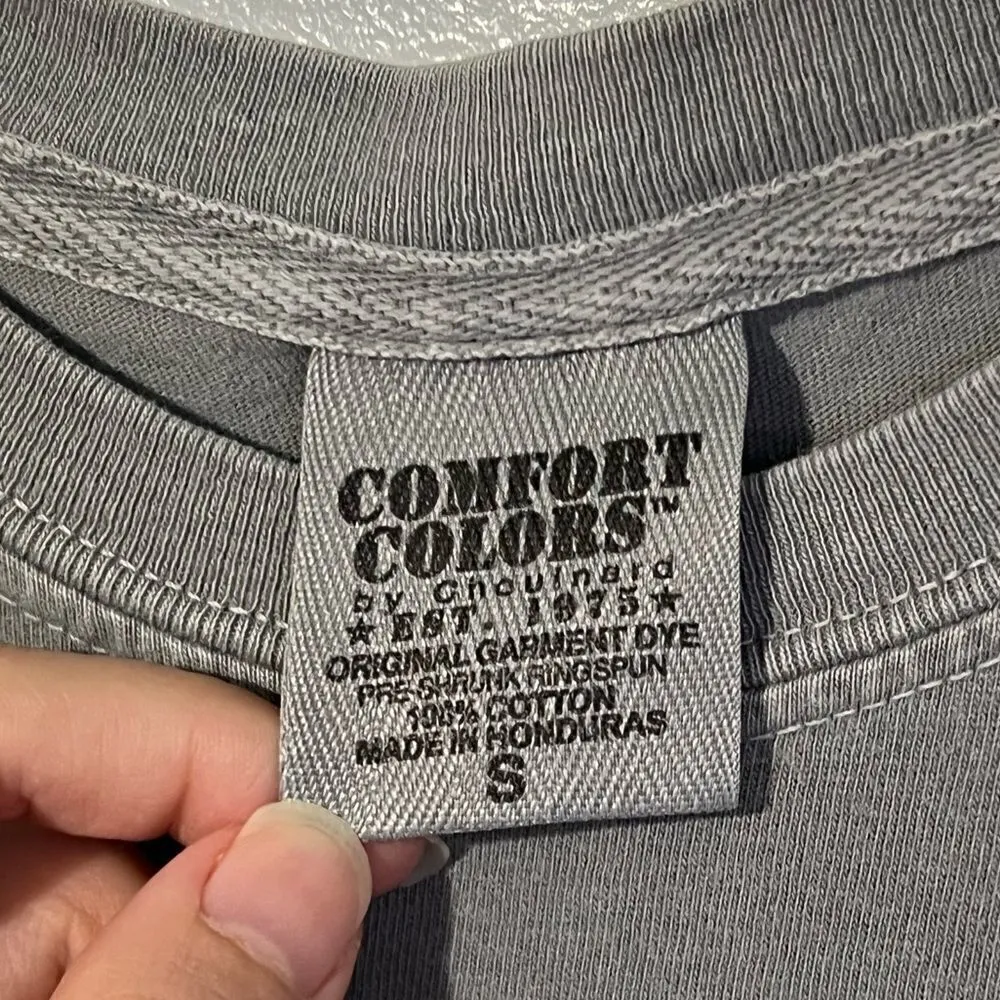 COMFORT
COLORS™
by Chouinard
★ EST. 1975 ★
ORIGINAL GARMENT DYE
PRE-SHRUNK RINGSPUN
100% COTTON
MADE IN HONDURAS
S